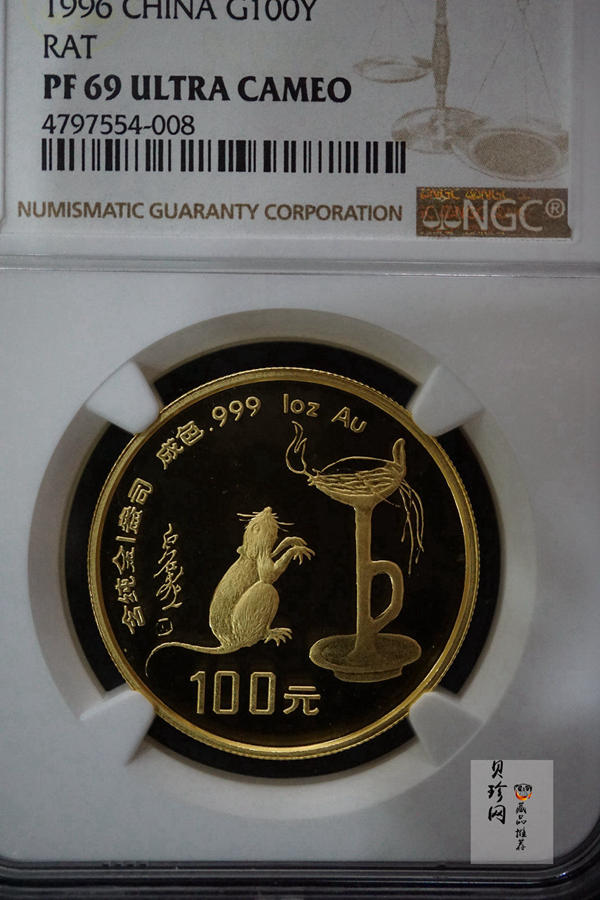 1996 CHINA G100Y
RAT
PF 69 ULTRA CAMEO
4797554-008
NUMISMATIC GUARANTY CORPORATION
NGC®
含纯金1盎司 成色.999 1oz Au
100元
贝珍网
藏品推荐